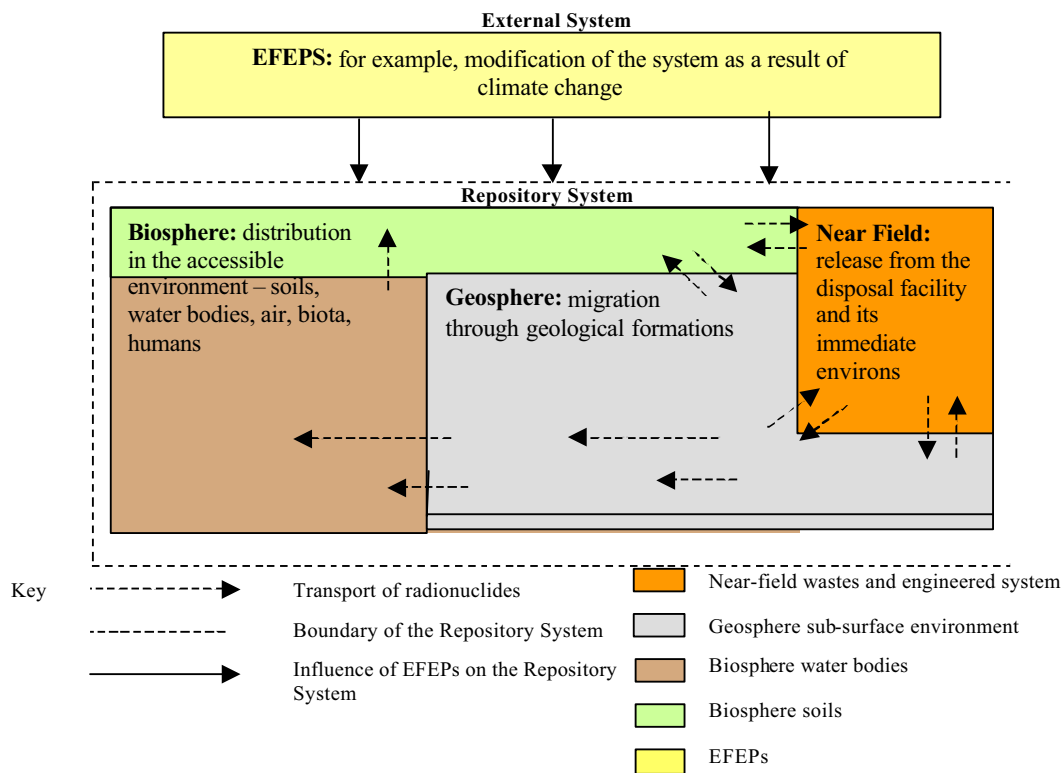 External System
EFEPS: for example, modification of the system as a result of
climate change
Repository System
Biosphere: distribution
in the accessible
environment – soils,
water bodies, air, biota,
humans
Geosphere: migration
through geological formations
Near Field:
release from the
disposal facility
and its
immediate
environs
Key
Transport of radionuclides
Boundary of the Repository System
Influence of EFEPs on the Repository
System
Near-field wastes and engineered system
Geosphere sub-surface environment
Biosphere water bodies
Biosphere soils
EFEPs